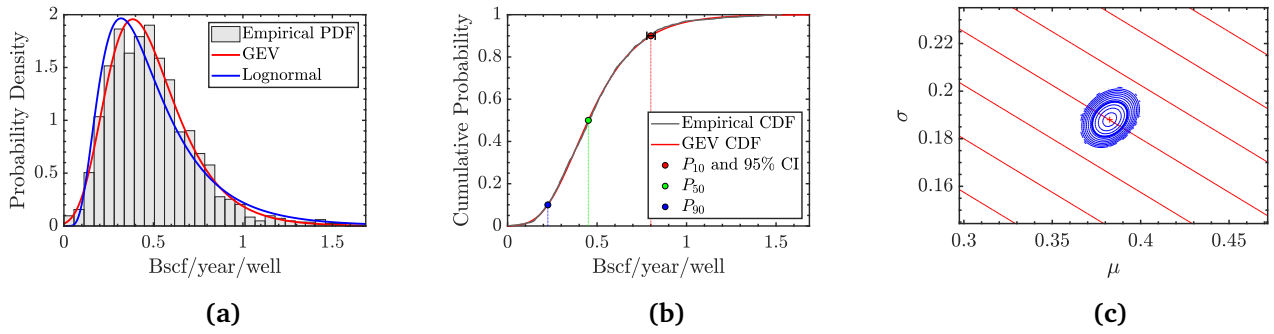 Probability Density
2
1.5
1
0.5
0
0
0.5
1
1.5
Bscf/year/well
Empirical PDF
GEV
Lognormal
(a)
Cumulative Probability
1
0.8
0.6
0.4
0.2
0
0
0.5
1
1.5
Bscf/year/well
Empirical CDF
GEV CDF
P₁₀ and 95% CI
P₅₀
P₉₀
(b)
σ
0.22
0.2
0.18
0.16
0.3
0.35
0.4
0.45
μ
(c)